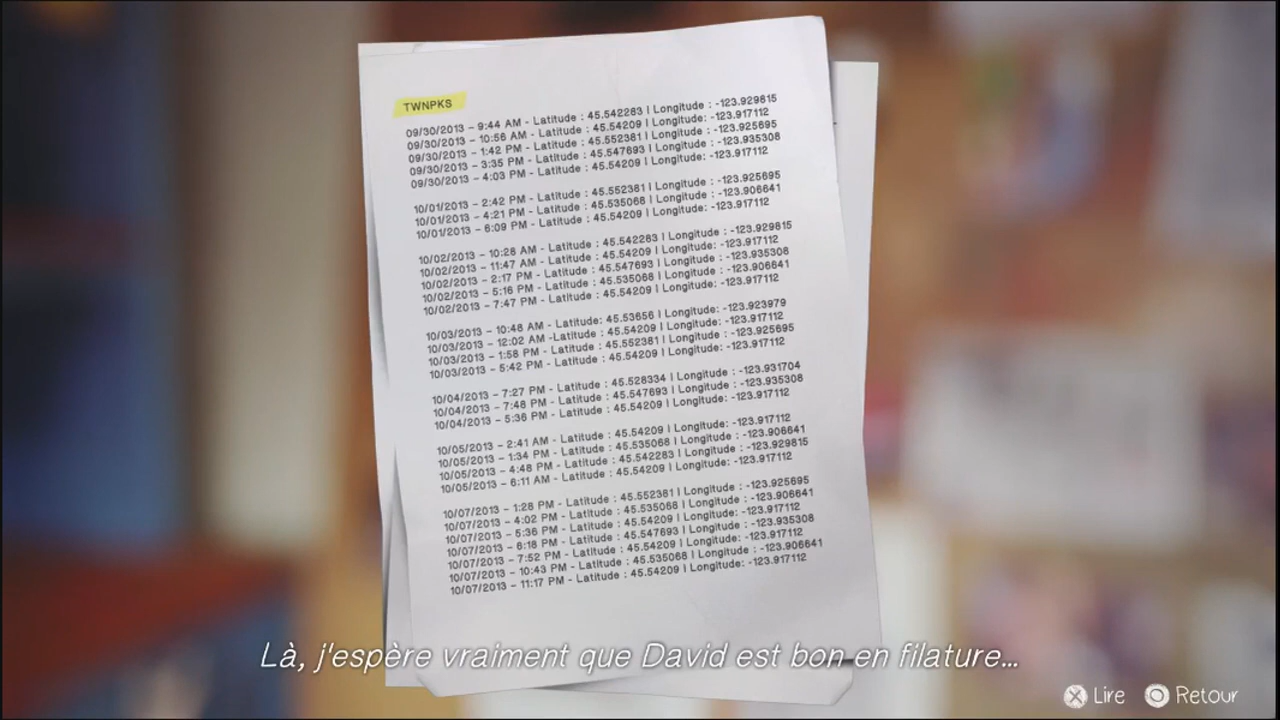 TWNPKS
09/30/2013 - 9:44 AM - Latitude : 45.542283 | Longitude : -123.929815
09/30/2013 - 10:56 AM - Latitude : 45.54209 | Longitude: -123.917112
09/30/2013 - 1:42 PM - Latitude : 45.552381 | Longitude : -123.925695
09/30/2013 - 3:35 PM - Latitude : 45.547693 | Longitude : -123.935308
09/30/2013 - 4:03 PM - Latitude : 45.54209 | Longitude: -123.917112
10/01/2013 - 2:42 PM - Latitude : 45.552381 | Longitude : -123.925695
10/01/2013 - 4:21 PM - Latitude : 45.535068 | Longitude : -123.906641
10/01/2013 - 6:09 PM - Latitude : 45.54209 | Longitude: -123.917112
10/02/2013 - 10:28 AM - Latitude : 45.542283 | Longitude : -123.929815
10/02/2013 - 11:47 AM - Latitude : 45.54209 | Longitude: -123.917112
10/02/2013 - 2:17 PM - Latitude : 45.547693 | Longitude : -123.935308
10/02/2013 - 5:16 PM - Latitude : 45.535068 | Longitude : -123.906641
10/02/2013 - 7:47 PM - Latitude : 45.54209 | Longitude: -123.917112
10/03/2013 - 10:48 AM - Latitude: 45.53656 | Longitude: -123.923979
10/03/2013 - 12:02 AM -Latitude : 45.54209 | Longitude: -123.917112
10/03/2013 - 1:58 PM - Latitude : 45.552381 | Longitude : -123.925695
10/03/2013 - 5:42 PM - Latitude : 45.54209 | Longitude: -123.917112
10/04/2013 - 7:27 PM - Latitude : 45.528334 | Longitude : -123.931704
10/04/2013 - 7:48 PM - Latitude : 45.547693 | Longitude : -123.935308
10/04/2013 - 5:36 PM - Latitude : 45.54209 | Longitude: -123.917112
10/05/2013 - 2:41 AM - Latitude : 45.54209 | Longitude: -123.917112
10/05/2013 - 1:34 PM - Latitude : 45.535068 | Longitude : -123.906641
10/05/2013 - 4:48 PM - Latitude : 45.542283 | Longitude : -123.929815
10/05/2013 - 6:11 AM - Latitude : 45.54209 | Longitude: -123.917112
10/07/2013 - 1:28 PM - Latitude : 45.552381 | Longitude : -123.925695
10/07/2013 - 4:02 PM - Latitude : 45.535068 | Longitude : -123.906641
10/07/2013 - 5:36 PM - Latitude : 45.54209 | Longitude: -123.917112
10/07/2013 - 6:18 PM - Latitude : 45.547693 | Longitude : -123.935308
10/07/2013 - 7:52 PM - Latitude : 45.54209 | Longitude: -123.917112
10/07/2013 - 10:43 PM - Latitude : 45.535068 | Longitude : -123.906641
10/07/2013 - 11:17 PM - Latitude : 45.54209 | Longitude: -123.917112
Là, j'espère vraiment que David est bon en filature...
Lire Retour